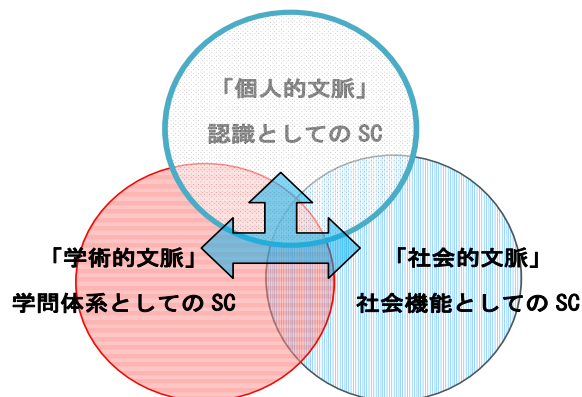 「個人的文脈」
認識としての SC
「学術的文脈」
学問体系としての SC
「社会的文脈」
社会機能としての SC